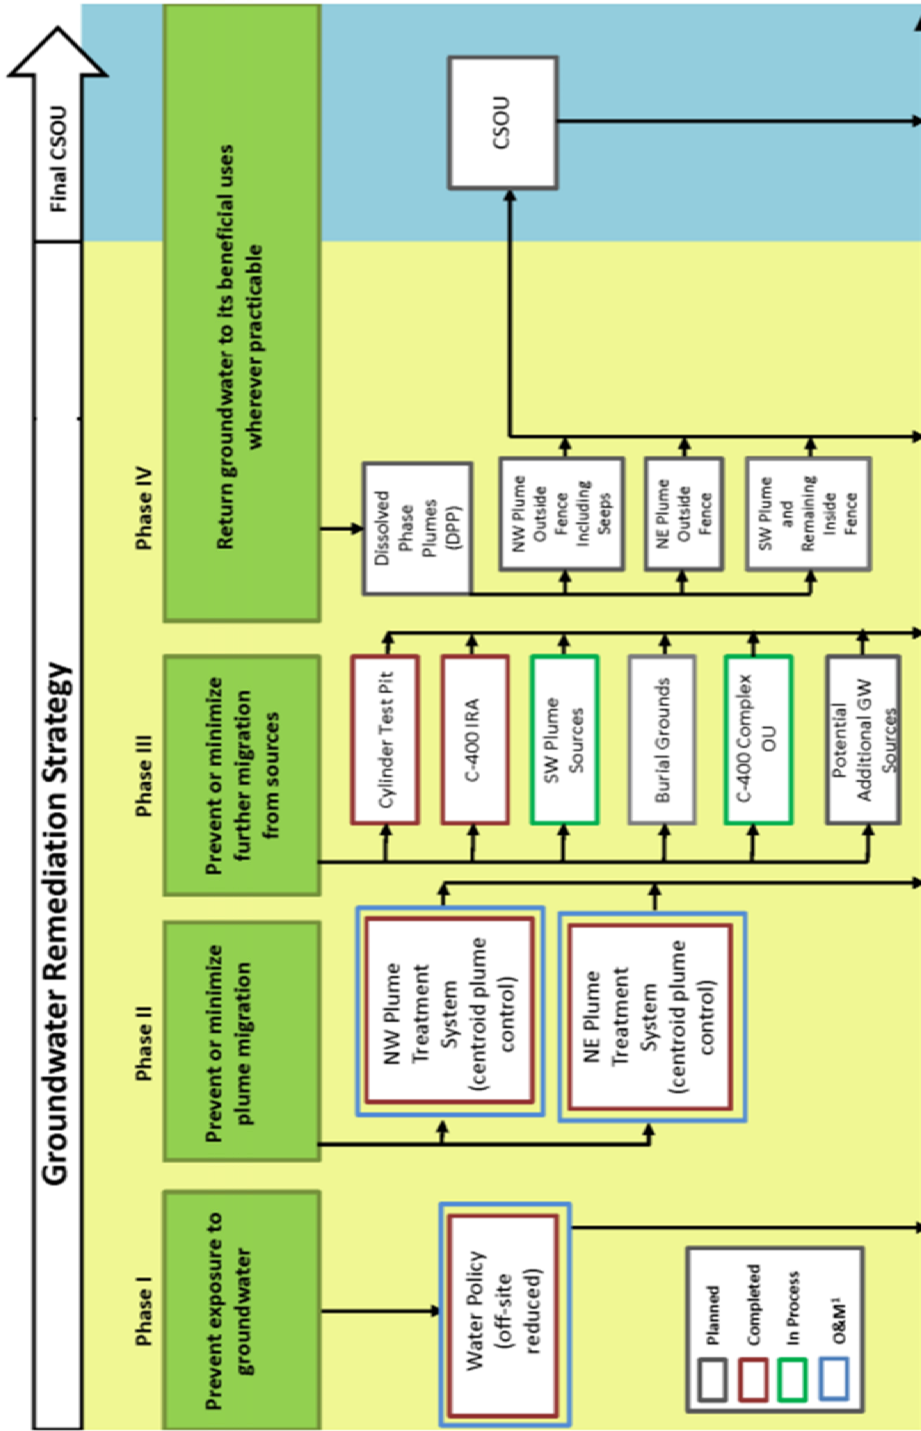 Groundwater Remediation Strategy
Final CSOU
Phase I
Phase II
Phase III
Phase IV
Prevent exposure to
groundwater
Prevent or minimize
plume migration
Prevent or minimize
further migration
from sources
Return groundwater to its beneficial uses
wherever practicable
Water Policy
(off-site
reduced)
NW Plume
Treatment
System
(centroid plume
control)
NE Plume
Treatment
System
(centroid plume
control)
Cylinder Test Pit
C-400 IRA
SW Plume
Sources
Burial Grounds
C-400 Complex
OU
Potential
Additional GW
Sources
Dissolved
Phase
Plumes
(DPP)
NW Plume
Outside
Fence
Including
Seeps
NE Plume
Outside
Fence
SW Plume
and
Remaining
Inside
Fence
CSOU
Planned
Completed
In Process
O&M¹